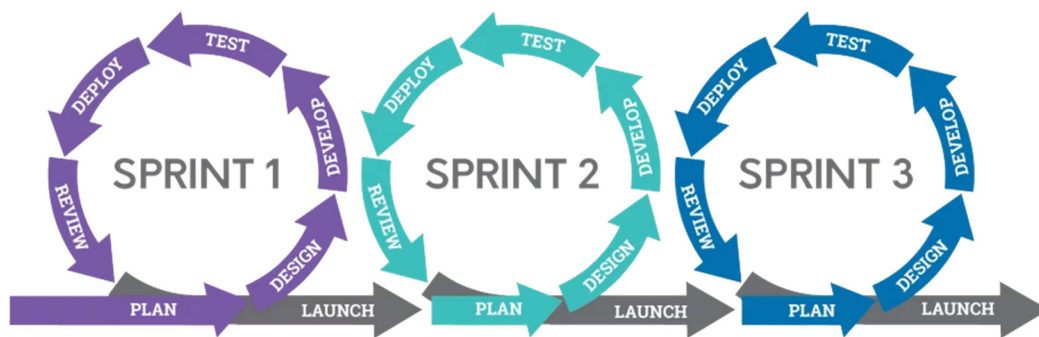 TEST
DEPLOY
DEVELOP
SPRINT 1
REVIEW
DESIGN
PLAN
LAUNCH
TEST
DEPLOY
DEVELOP
SPRINT 2
REVIEW
DESIGN
PLAN
LAUNCH
TEST
DEPLOY
DEVELOP
SPRINT 3
REVIEW
DESIGN
PLAN
LAUNCH